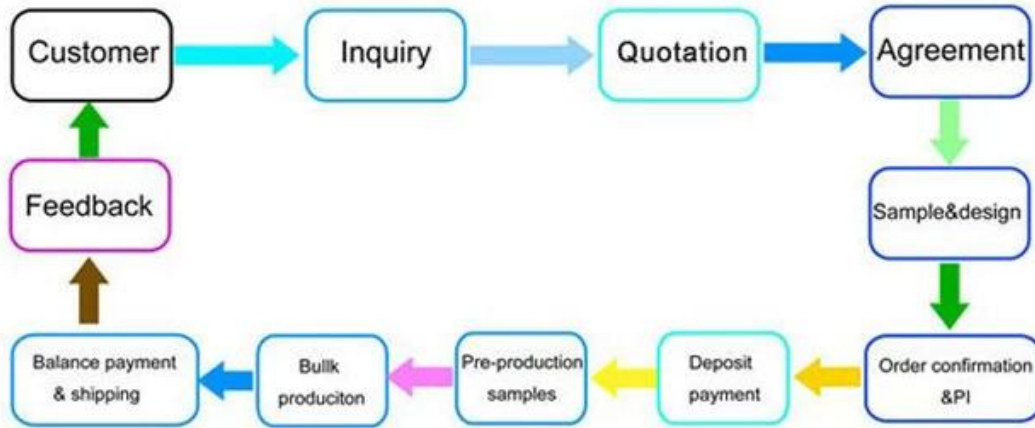 Customer
Inquiry
Quotation
Agreement
Sample&design
Order confirmation
&PI
Deposit
payment
Pre-production
samples
Bullk
produciton
Balance payment
& shipping
Feedback